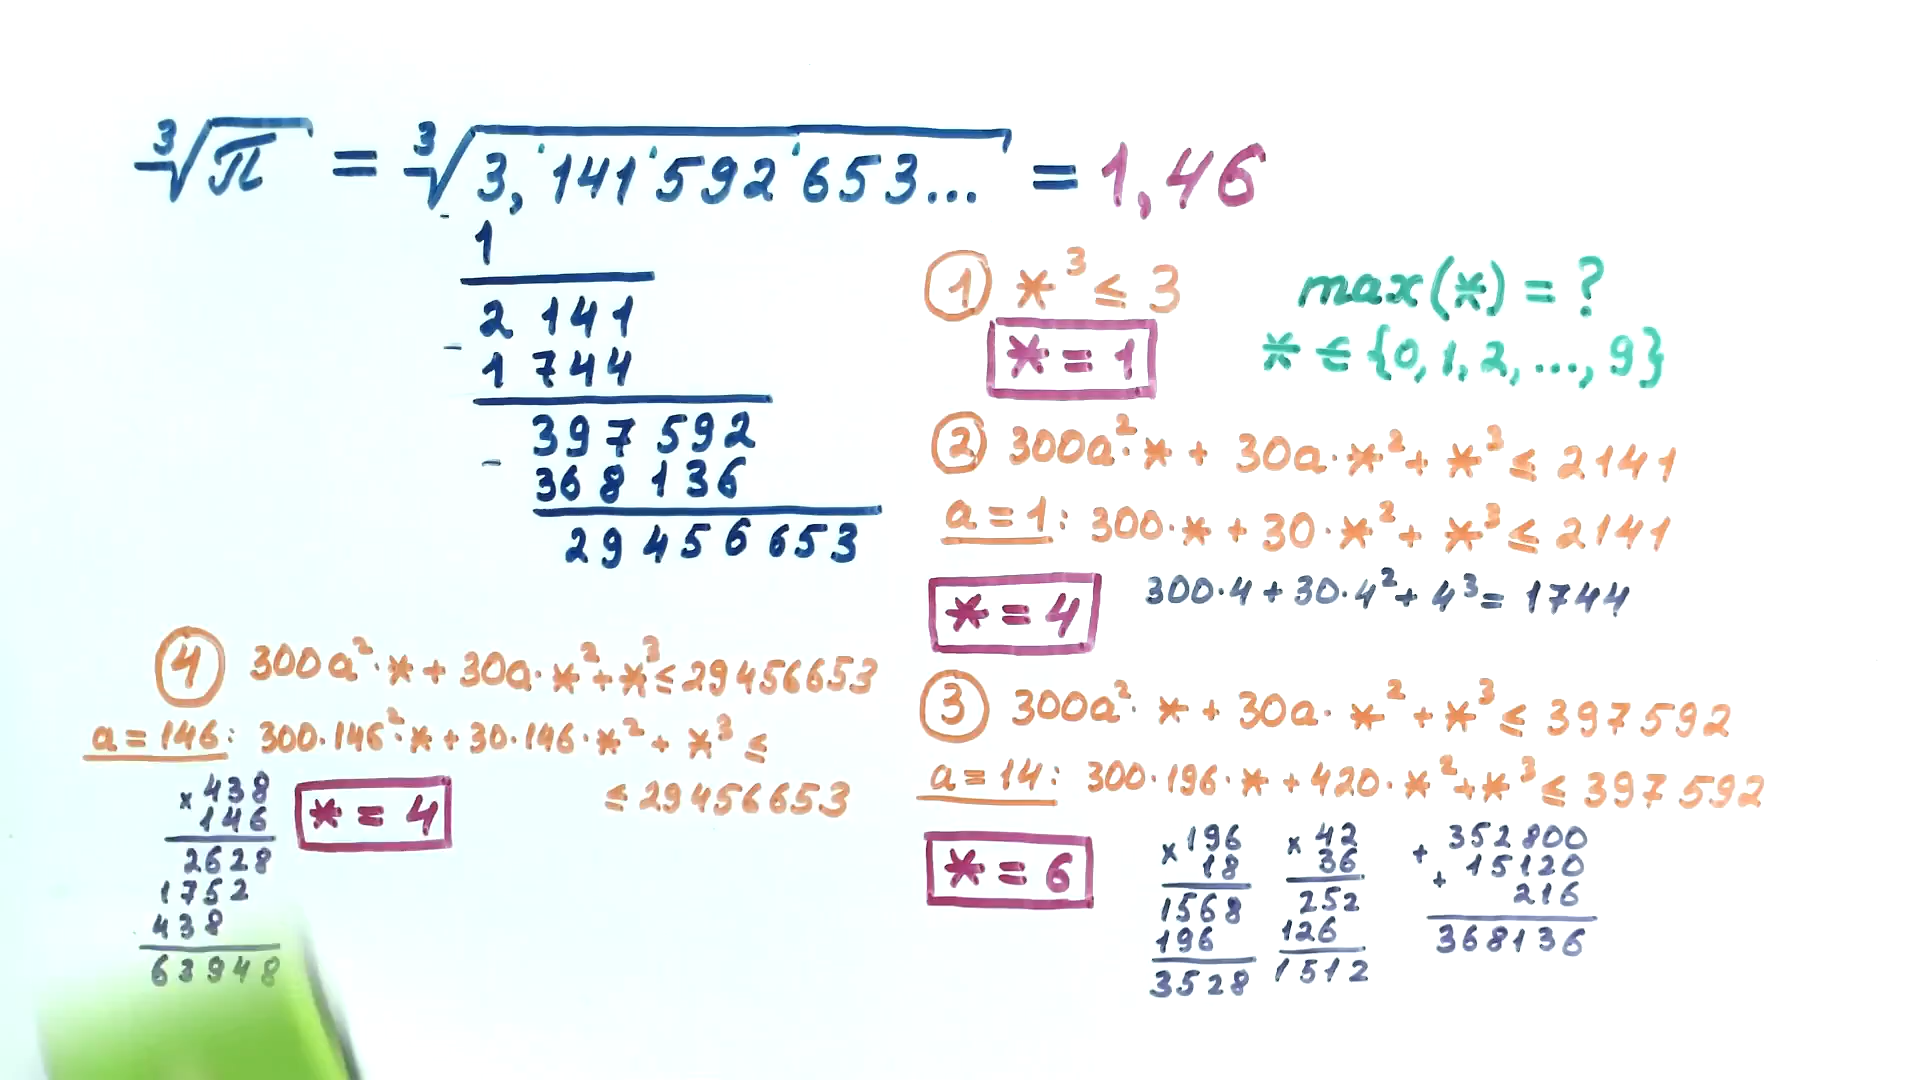 ∛π = ∛3,'141'592'653... = 1,46
1
2 141
- 1 744
397 592
- 368 136
29 456 653
① *³ ≤ 3
* = 1
max(*) = ?
* ∈ {0, 1, 2, ..., 9}
② 300a²·* + 30a·*² + *³ ≤ 2141
a = 1: 300·* + 30·*² + *³ ≤ 2141
* = 4
300·4 + 30·4² + 4³ = 1744
③ 300a²·* + 30a·*² + *³ ≤ 397592
a = 14: 300·196·* + 420·*² + *³ ≤ 397592
* = 6
× 196
18
1568
196
3528
× 42
36
252
126
1512
+ 352800
+ 15120
216
368136
④ 300a²·* + 30a·*² + *³ ≤ 29456653
a = 146: 300·146²·* + 30·146·*² + *³ ≤
≤ 29456653
× 438
146
2628
1752
438
63948
* = 4